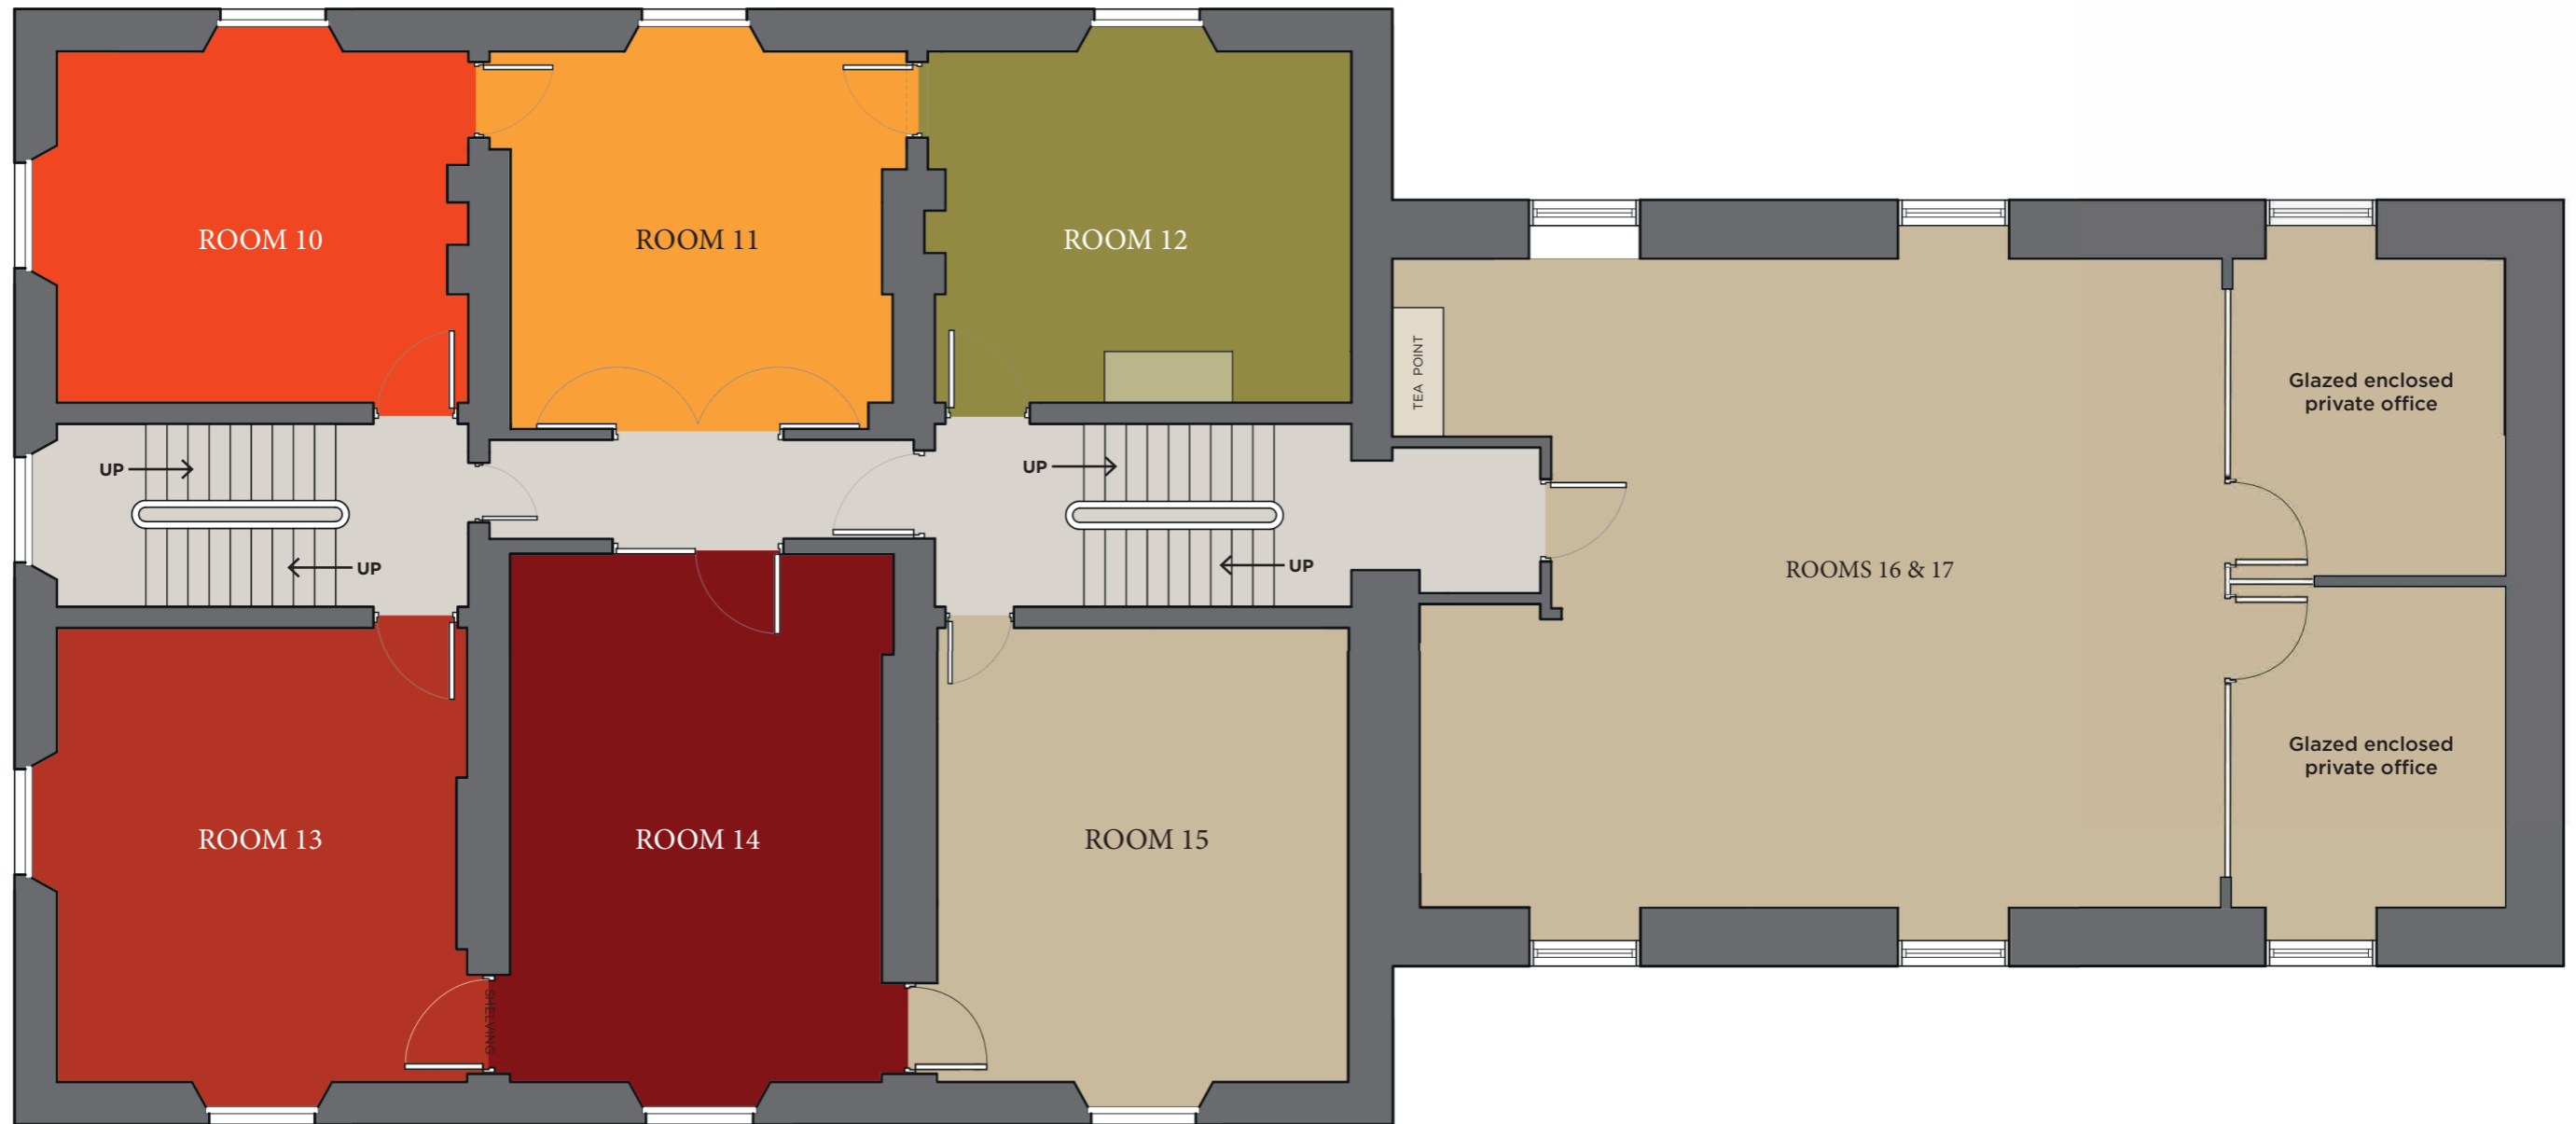 ROOM 10
ROOM 11
ROOM 12
TEA POINT
Glazed enclosed
private office
UP
UP
UP
UP
ROOMS 16 & 17
Glazed enclosed
private office
ROOM 13
ROOM 14
ROOM 15
SHELVING